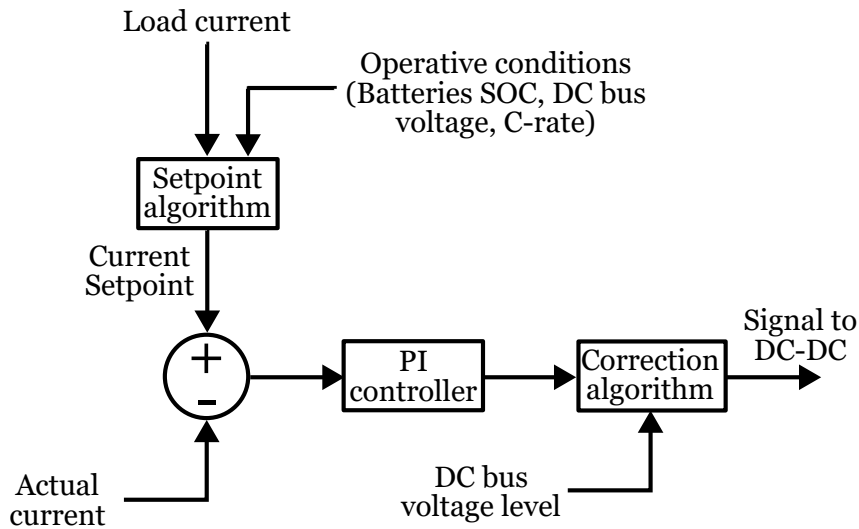 Load current
Operative conditions
(Batteries SOC, DC bus
voltage, C-rate)
Setpoint
algorithm
Current
Setpoint
+
-
PI
controller
Correction
algorithm
Signal to
DC-DC
Actual
current
DC bus
voltage level